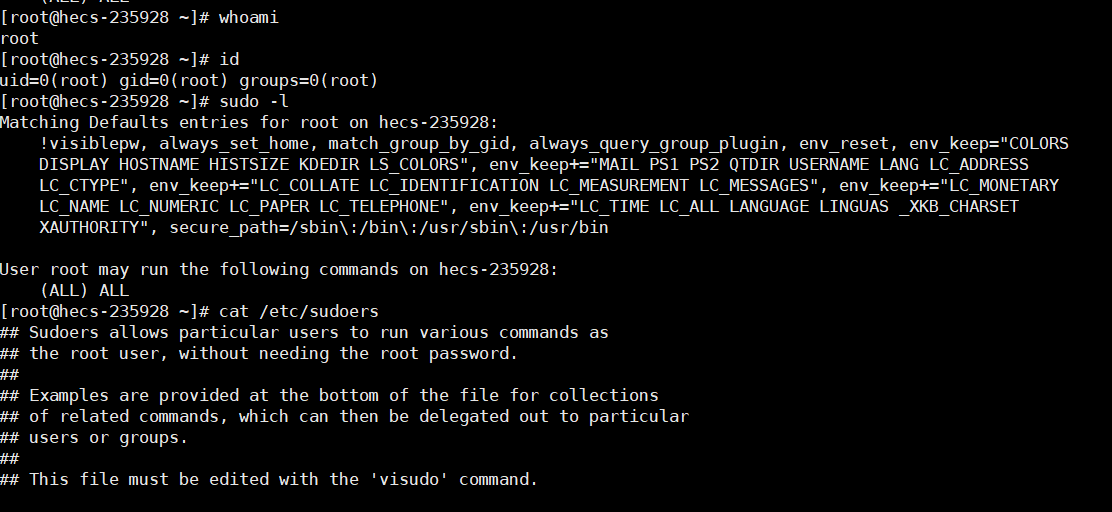 (ALL) ALL
[root@hecs-235928 ~]# whoami
root
[root@hecs-235928 ~]# id
uid=0(root) gid=0(root) groups=0(root)
[root@hecs-235928 ~]# sudo -l
Matching Defaults entries for root on hecs-235928:
    !visiblepw, always_set_home, match_group_by_gid, always_query_group_plugin, env_reset, env_keep="COLORS
    DISPLAY HOSTNAME HISTSIZE KDEDIR LS_COLORS", env_keep+="MAIL PS1 PS2 QTDIR USERNAME LANG LC_ADDRESS
    LC_CTYPE", env_keep+="LC_COLLATE LC_IDENTIFICATION LC_MEASUREMENT LC_MESSAGES", env_keep+="LC_MONETARY
    LC_NAME LC_NUMERIC LC_PAPER LC_TELEPHONE", env_keep+="LC_TIME LC_ALL LANGUAGE LINGUAS _XKB_CHARSET
    XAUTHORITY", secure_path=/sbin\:/bin\:/usr/sbin\:/usr/bin

User root may run the following commands on hecs-235928:
    (ALL) ALL
[root@hecs-235928 ~]# cat /etc/sudoers
## Sudoers allows particular users to run various commands as
## the root user, without needing the root password.
##
## Examples are provided at the bottom of the file for collections
## of related commands, which can then be delegated out to particular
## users or groups.
##
## This file must be edited with the 'visudo' command.